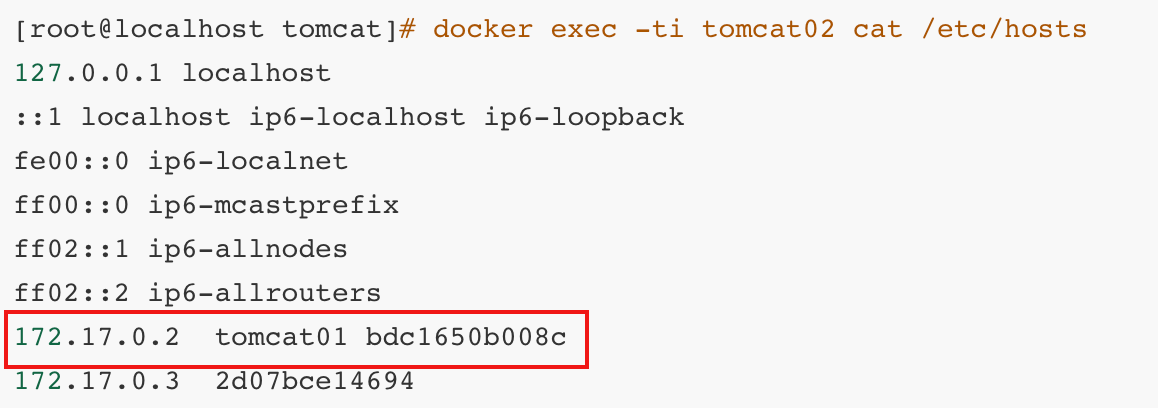 [root@localhost tomcat]# docker exec -ti tomcat02 cat /etc/hosts
127.0.0.1 localhost
::1 localhost ip6-localhost ip6-loopback
fe00::0 ip6-localnet
ff00::0 ip6-mcastprefix
ff02::1 ip6-allnodes
ff02::2 ip6-allrouters
172.17.0.2  tomcat01 bdc1650b008c
172.17.0.3  2d07bce14694